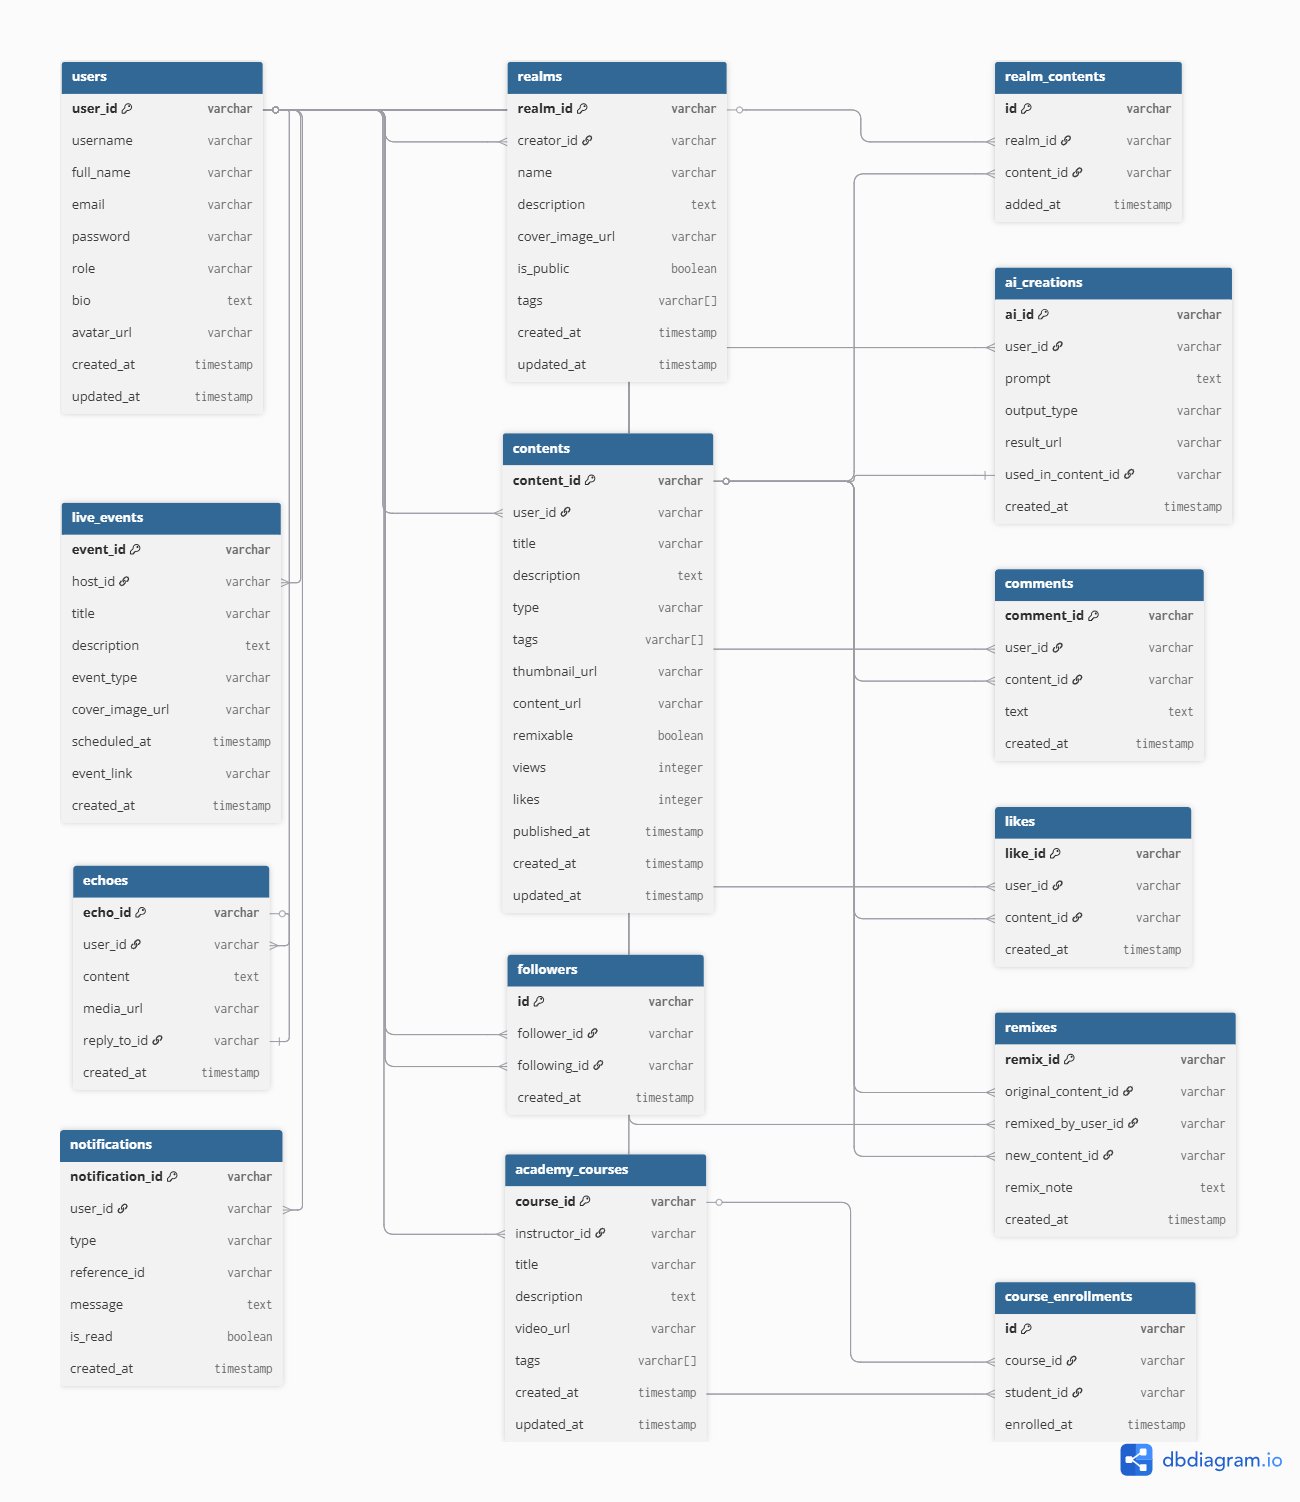 users
user_id varchar
username varchar
full_name varchar
email varchar
password varchar
role varchar
bio text
avatar_url varchar
created_at timestamp
updated_at timestamp
live_events
event_id varchar
host_id varchar
title varchar
description text
event_type varchar
cover_image_url varchar
scheduled_at timestamp
event_link varchar
created_at timestamp
echoes
echo_id varchar
user_id varchar
content text
media_url varchar
reply_to_id varchar
created_at timestamp
notifications
notification_id varchar
user_id varchar
type varchar
reference_id varchar
message text
is_read boolean
created_at timestamp
realms
realm_id varchar
creator_id varchar
name varchar
description text
cover_image_url varchar
is_public boolean
tags varchar[]
created_at timestamp
updated_at timestamp
contents
content_id varchar
user_id varchar
title varchar
description text
type varchar
tags varchar[]
thumbnail_url varchar
content_url varchar
remixable boolean
views integer
likes integer
published_at timestamp
created_at timestamp
updated_at timestamp
followers
id varchar
follower_id varchar
following_id varchar
created_at timestamp
academy_courses
course_id varchar
instructor_id varchar
title varchar
description text
video_url varchar
tags varchar[]
created_at timestamp
updated_at timestamp
realm_contents
id varchar
realm_id varchar
content_id varchar
added_at timestamp
ai_creations
ai_id varchar
user_id varchar
prompt text
output_type varchar
result_url varchar
used_in_content_id varchar
created_at timestamp
comments
comment_id varchar
user_id varchar
content_id varchar
text text
created_at timestamp
likes
like_id varchar
user_id varchar
content_id varchar
created_at timestamp
remixes
remix_id varchar
original_content_id varchar
remixed_by_user_id varchar
new_content_id varchar
remix_note text
created_at timestamp
course_enrollments
id varchar
course_id varchar
student_id varchar
enrolled_at timestamp
dbdiagram.io